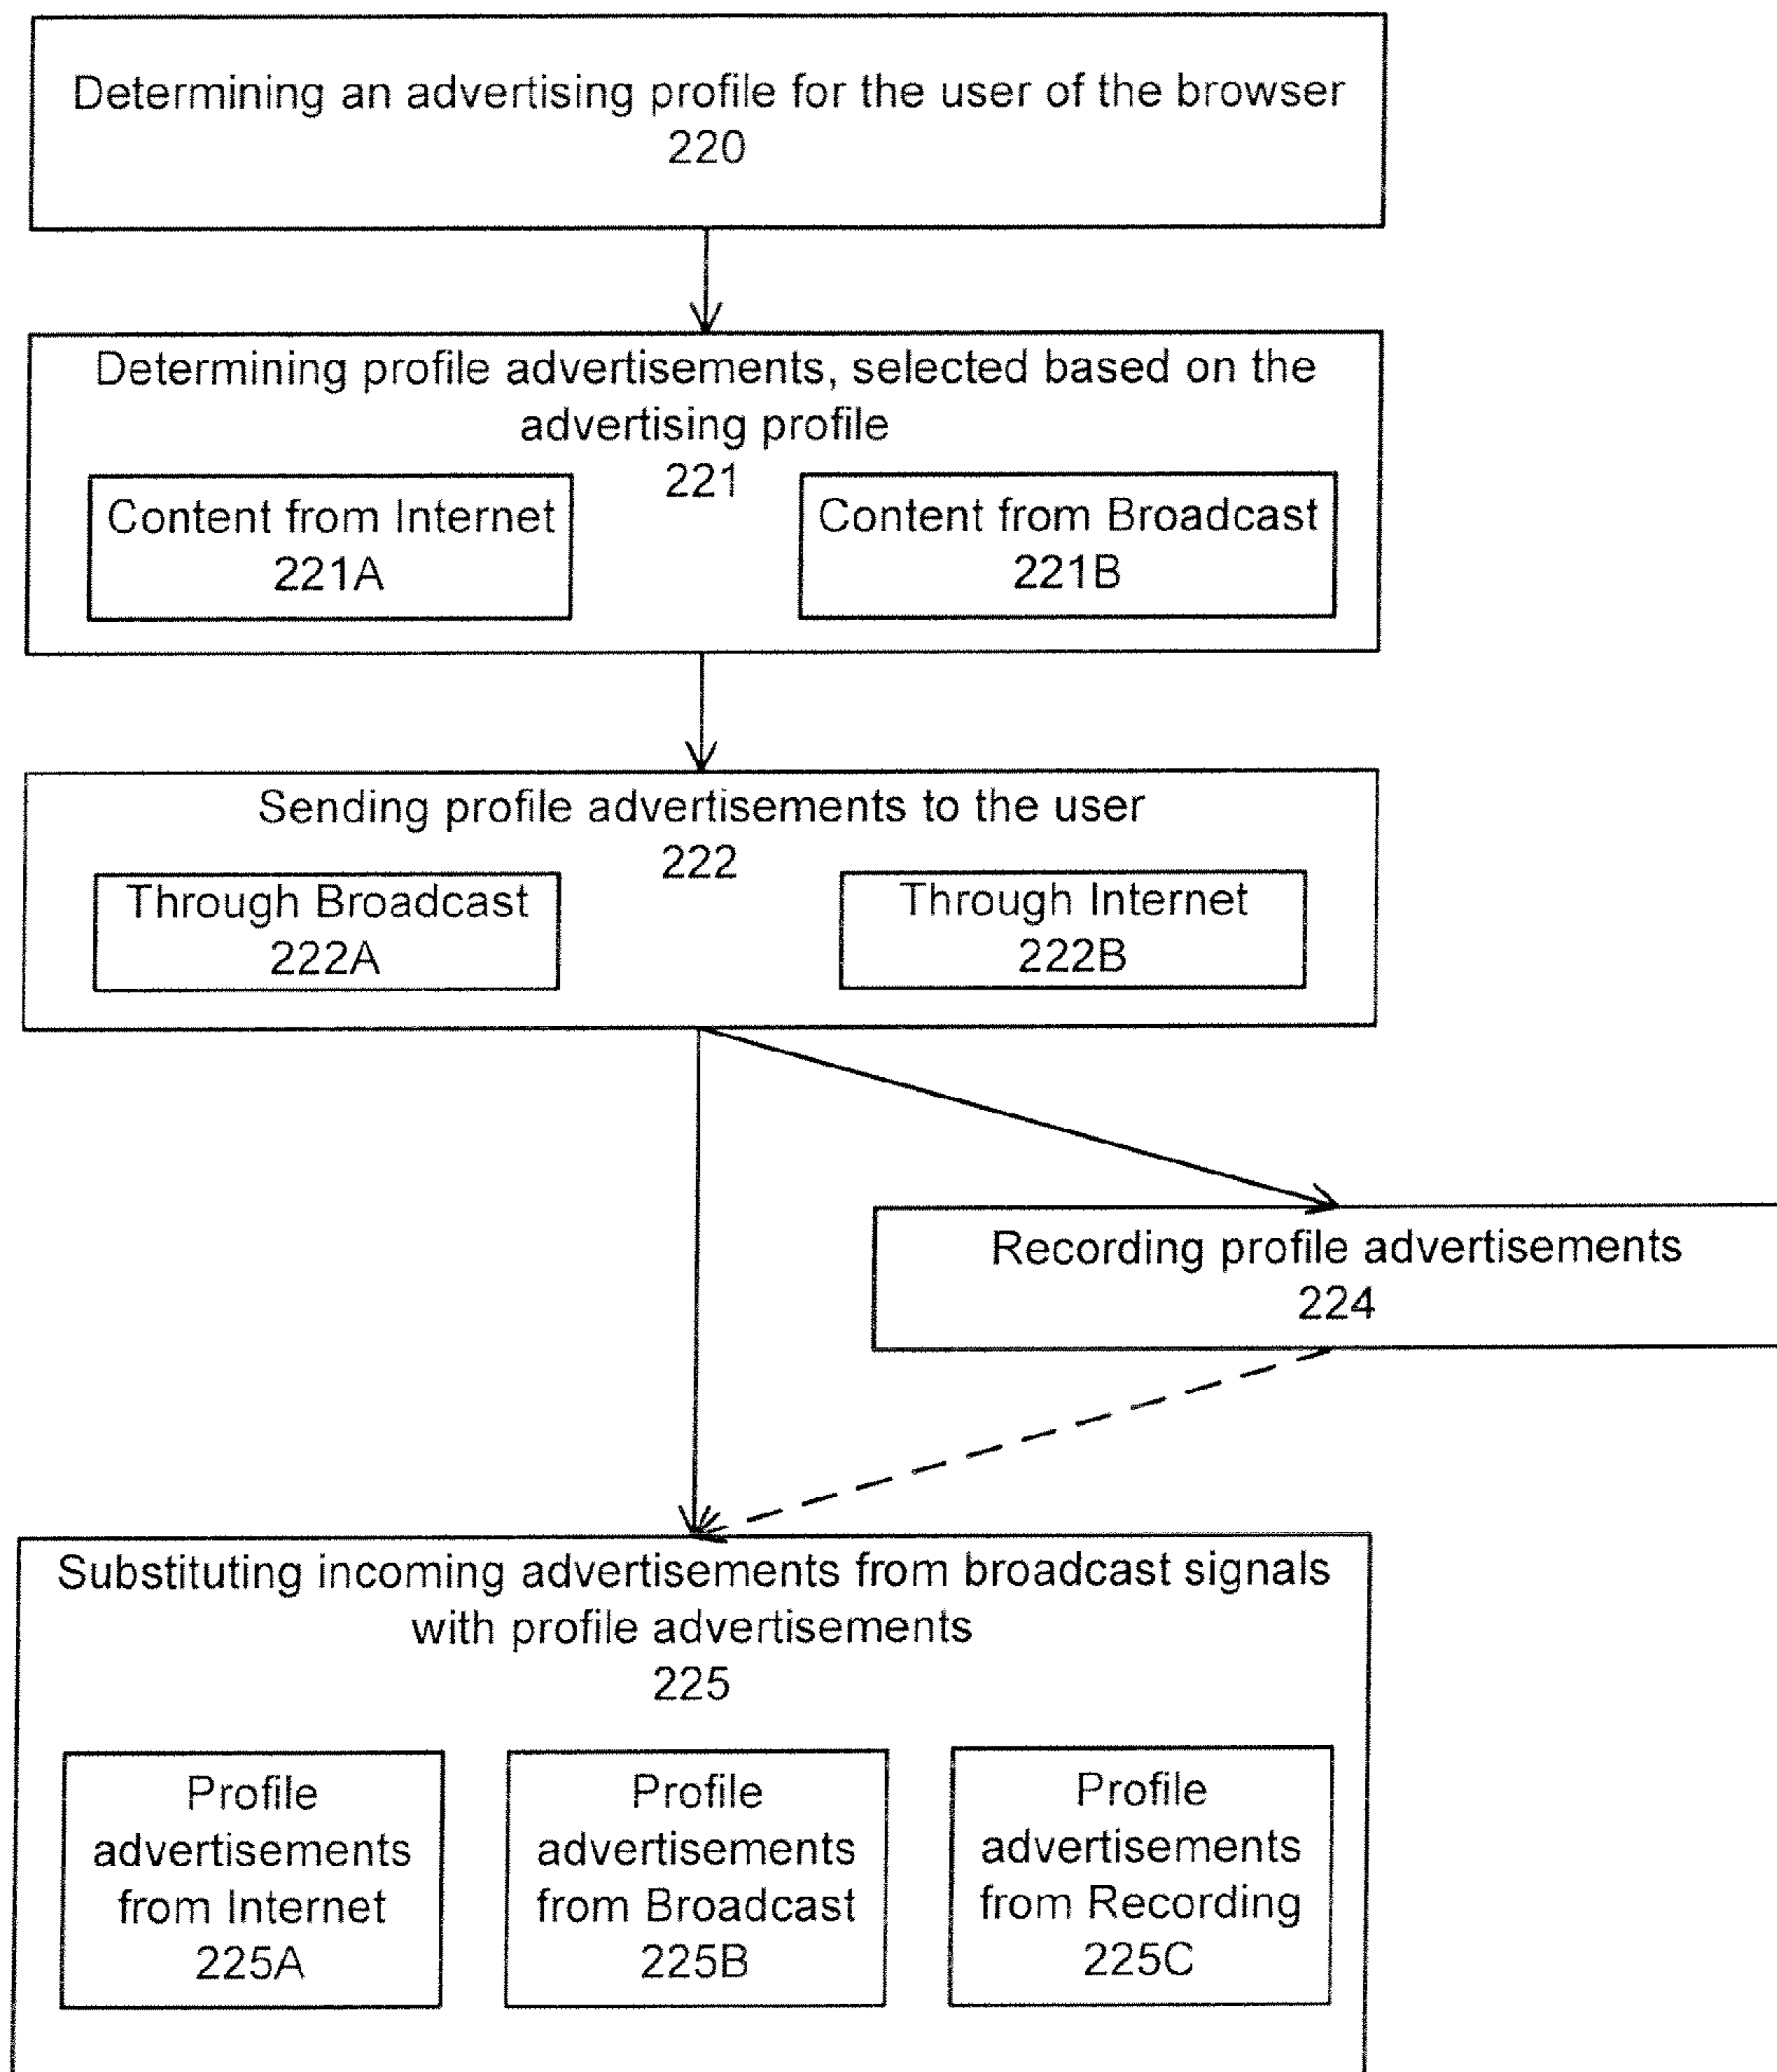 Determining an advertising profile for the user of the browser
220
Determining profile advertisements, selected based on the
advertising profile
221
Content from Internet
221A
Content from Broadcast
221B
Sending profile advertisements to the user
222
Through Broadcast
222A
Through Internet
222B
Recording profile advertisements
224
Substituting incoming advertisements from broadcast signals
with profile advertisements
225
Profile
advertisements
from Internet
225A
Profile
advertisements
from Broadcast
225B
Profile
advertisements
from Recording
225C